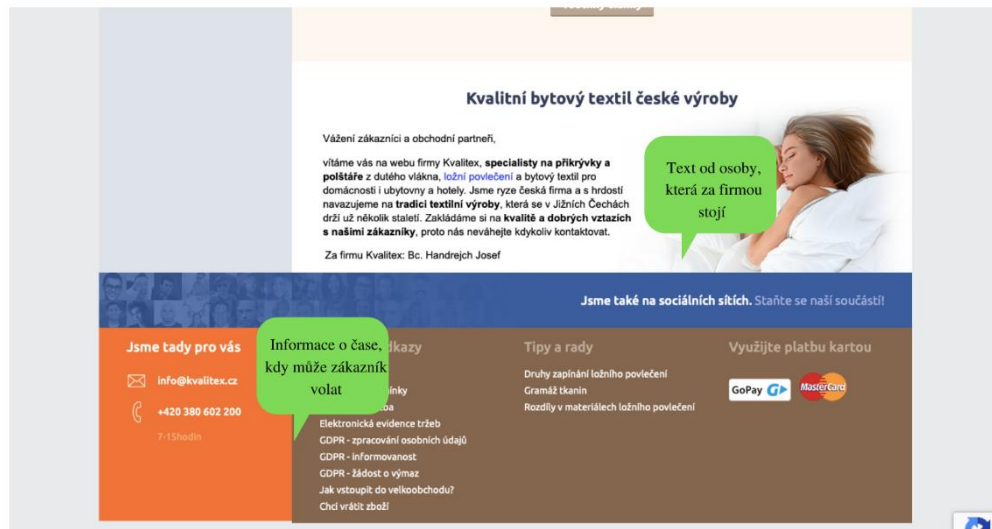 Kvalitní bytový textil české výroby
Vážení zákazníci a obchodní partneři,
vítáme vás na webu firmy Kvalitex, specialisty na přikrývky a
polštáře z dutého vlákna, ložní povlečení a bytový textil pro
domácnosti i ubytovny a hotely. Jsme ryze česká firma a s hrdostí
navazujeme na tradici textilní výroby, která se v Jižních Čechách
drží už několik staletí. Zakládáme si na kvalitě a dobrých vztazích
s našimi zákazníky, proto nás neváhejte kdykoliv kontaktovat.
Za firmu Kvalitex: Bc. Handrejch Josef
Text od osoby,
která za firmou
stojí
Jsme také na sociálních sítích. Staňte se naší součástí!
Jsme tady pro vás
info@kvalitex.cz
+420 380 602 200
7-15hodin
Informace o čase,
kdy může zákazník
volat
Elektronická evidence tržeb
GDPR - zpracování osobních údajů
GDPR - informovanost
GDPR - žádost o výmaz
Jak vstoupit do velkoobchodu?
Chci vrátit zboží
Tipy a rady
Druhy zapínání ložního povlečení
Gramáž tkanin
Rozdíly v materiálech ložního povlečení
Využijte platbu kartou
GoPay
MasterCard